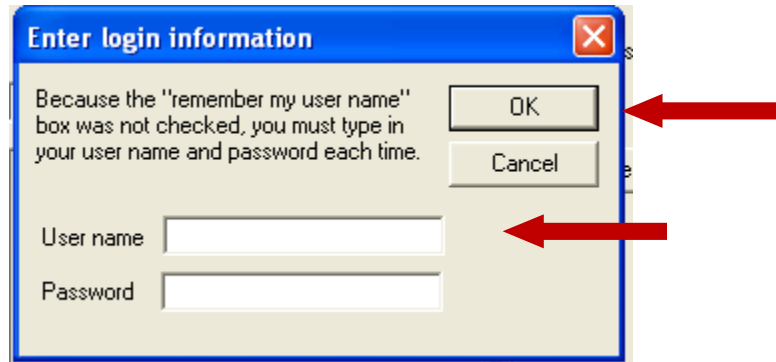 Enter login information
Because the "remember my user name"
box was not checked, you must type in
your user name and password each time.
OK
Cancel
User name
Password